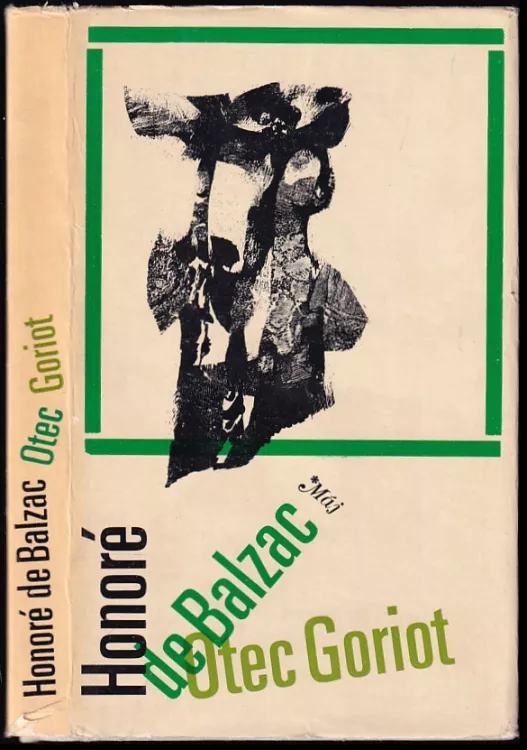 Honoré de Balzac Otec Goriot
*Máj
Honoré
de Balzac
Otec Goriot